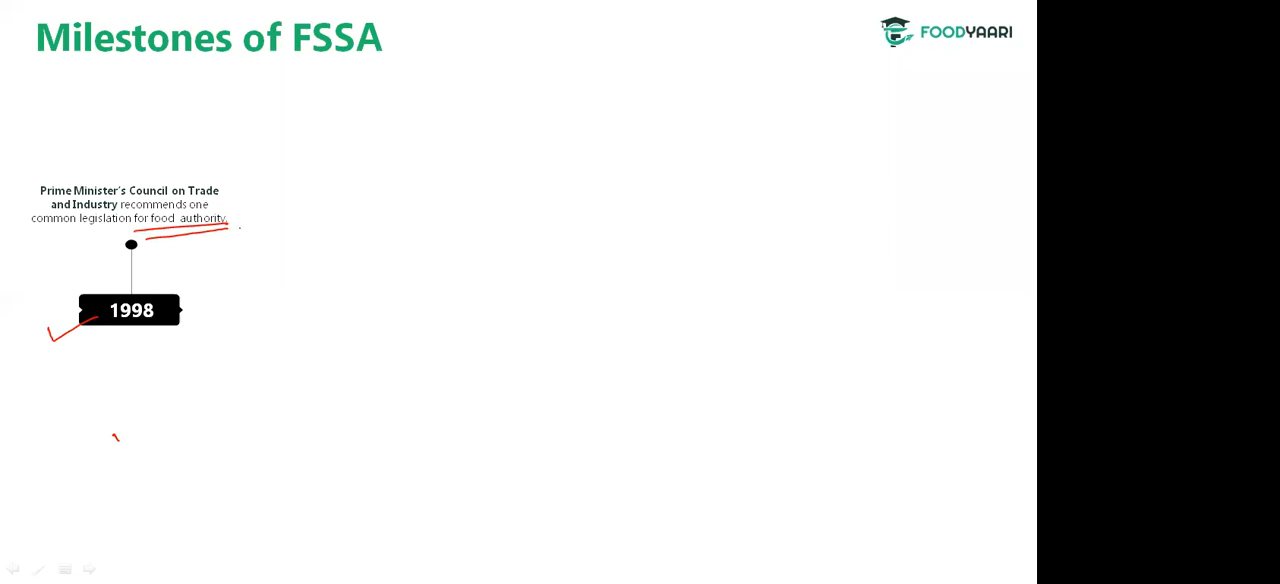 Milestones of FSSA
FOODYAARI
Prime Minister's Council on Trade
and Industry recommends one
common legislation for food authority.
1998